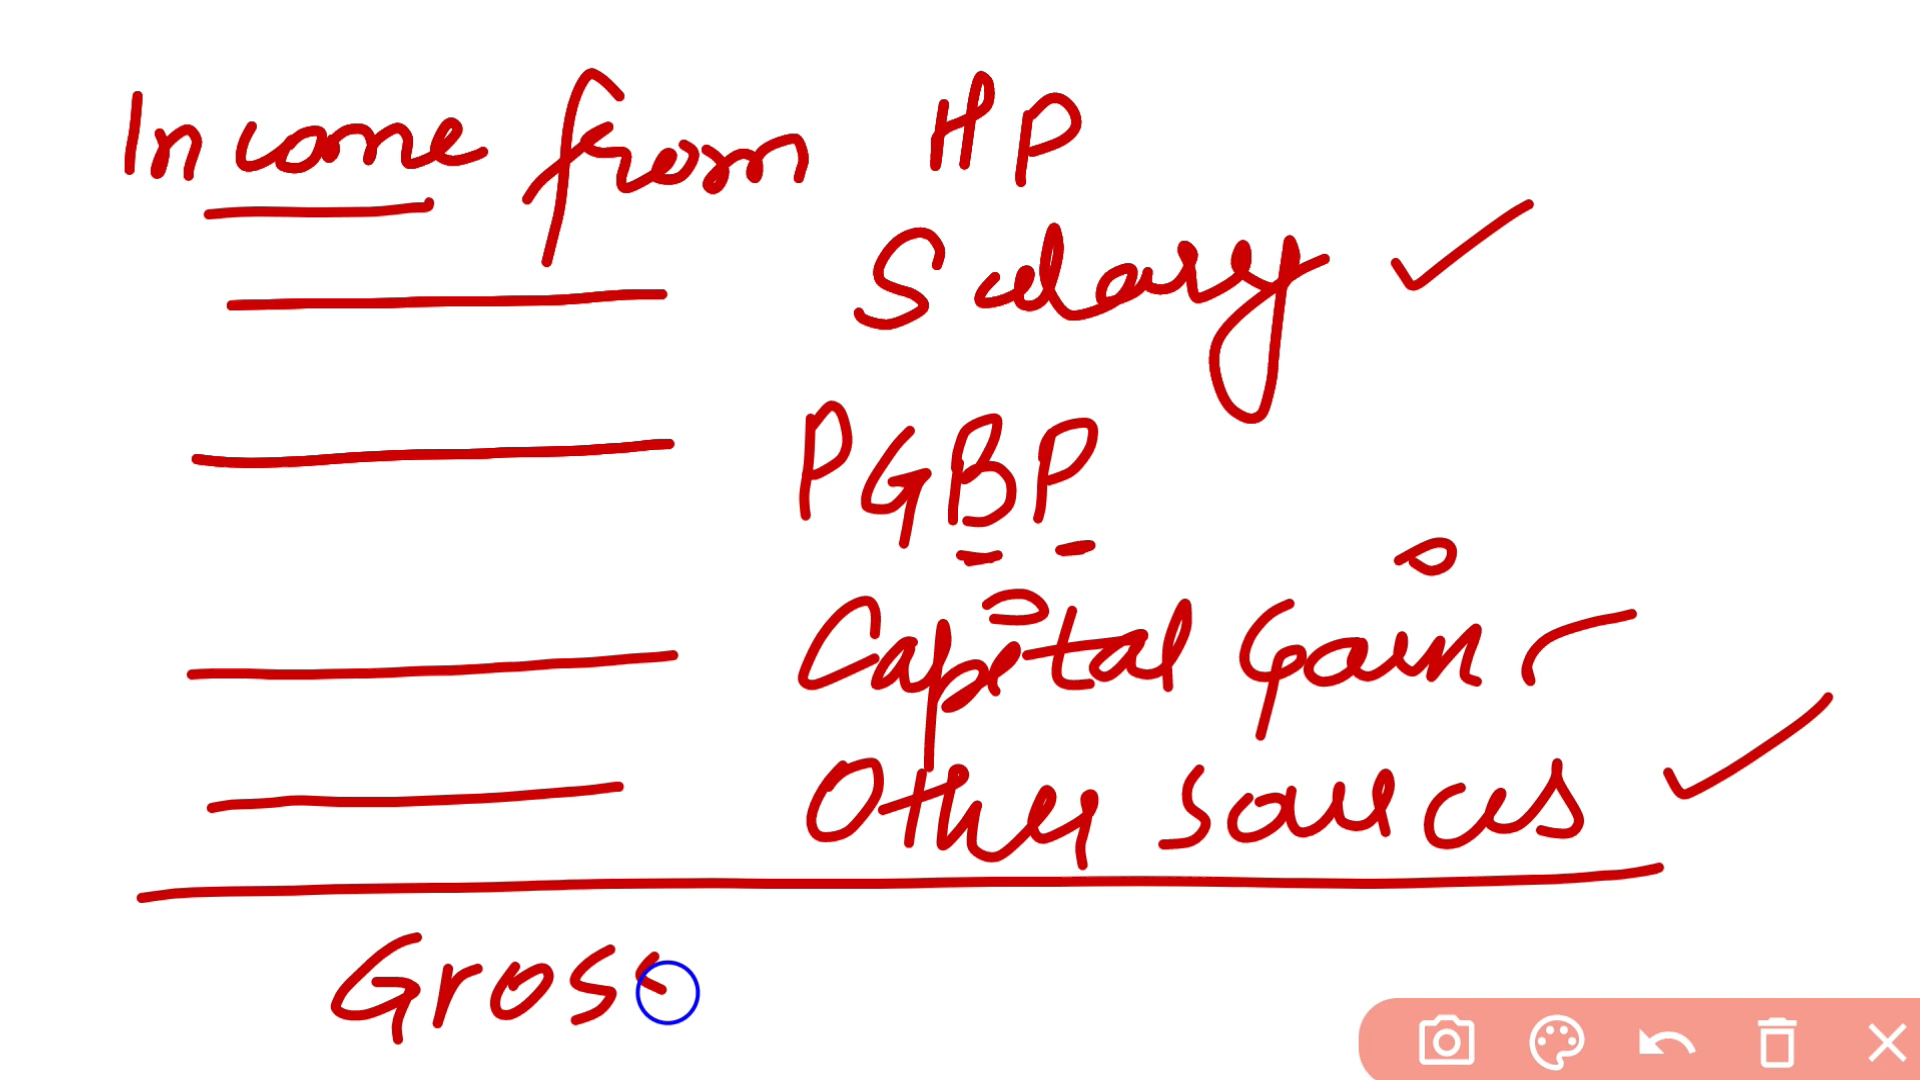 Income from HP
Salary
PGBP
Capital Gain
Other Sources
Gross